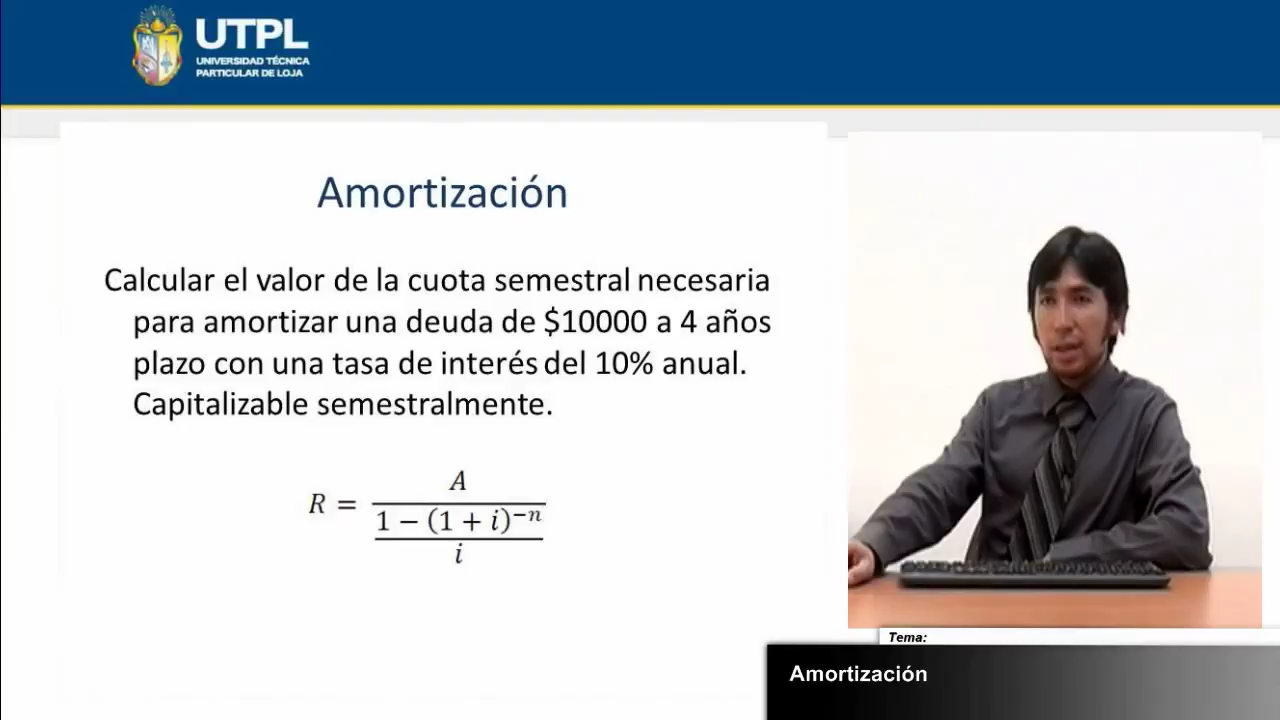 UTPL
UNIVERSIDAD TÉCNICA
PARTICULAR DE LOJA
Amortización
Calcular el valor de la cuota semestral necesaria
para amortizar una deuda de $10000 a 4 años
plazo con una tasa de interés del 10% anual.
Capitalizable semestralmente.
A
R =
1 − (1 + i)⁻ⁿ
i
Tema:
Amortización